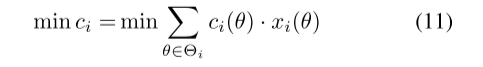 min c_i = min ∑_{θ∈Θ_i} c_i(θ) · x_i(θ) (11)